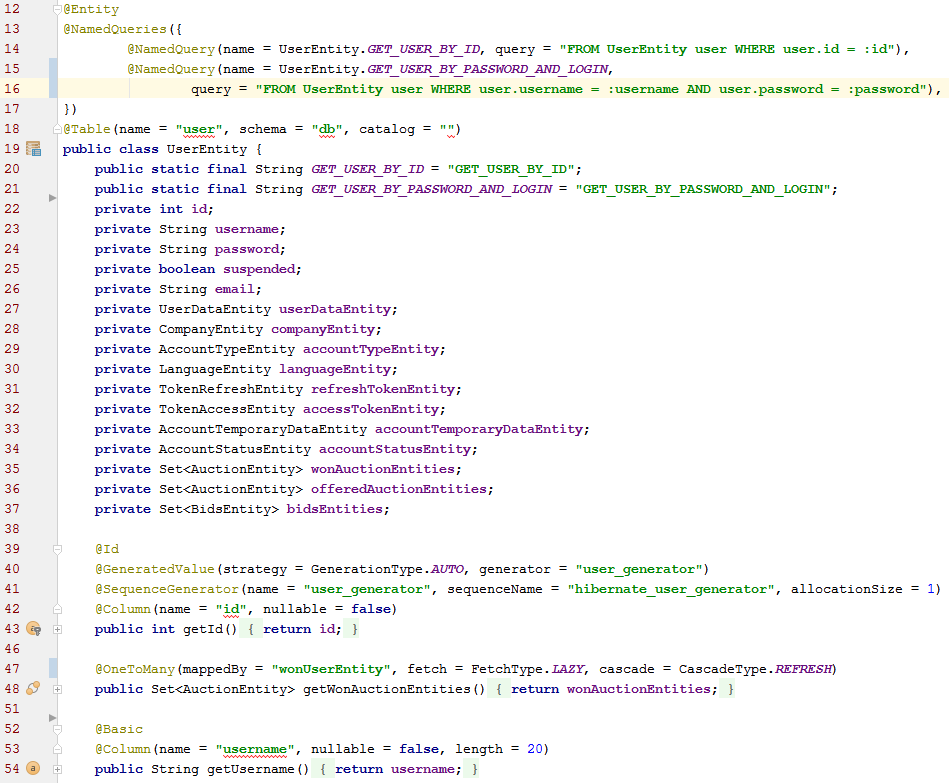 12 @Entity
13 @NamedQueries({
14 @NamedQuery(name = UserEntity.GET_USER_BY_ID, query = "FROM UserEntity user WHERE user.id = :id"),
15 @NamedQuery(name = UserEntity.GET_USER_BY_PASSWORD_AND_LOGIN,
16 query = "FROM UserEntity user WHERE user.username = :username AND user.password = :password"),
17 })
18 @Table(name = "user", schema = "db", catalog = "")
19 public class UserEntity {
20 public static final String GET_USER_BY_ID = "GET_USER_BY_ID";
21 public static final String GET_USER_BY_PASSWORD_AND_LOGIN = "GET_USER_BY_PASSWORD_AND_LOGIN";
22 private int id;
23 private String username;
24 private String password;
25 private boolean suspended;
26 private String email;
27 private UserDataEntity userDataEntity;
28 private CompanyEntity companyEntity;
29 private AccountTypeEntity accountTypeEntity;
30 private LanguageEntity languageEntity;
31 private TokenRefreshEntity refreshTokenEntity;
32 private TokenAccessEntity accessTokenEntity;
33 private AccountTemporaryDataEntity accountTemporaryDataEntity;
34 private AccountStatusEntity accountStatusEntity;
35 private Set<AuctionEntity> wonAuctionEntities;
36 private Set<AuctionEntity> offeredAuctionEntities;
37 private Set<BidsEntity> bidsEntities;
38
39 @Id
40 @GeneratedValue(strategy = GenerationType.AUTO, generator = "user_generator")
41 @SequenceGenerator(name = "user_generator", sequenceName = "hibernate_user_generator", allocationSize = 1)
42 @Column(name = "id", nullable = false)
43 public int getId() { return id; }
46
47 @OneToMany(mappedBy = "wonUserEntity", fetch = FetchType.LAZY, cascade = CascadeType.REFRESH)
48 public Set<AuctionEntity> getWonAuctionEntities() { return wonAuctionEntities; }
51
52 @Basic
53 @Column(name = "username", nullable = false, length = 20)
54 public String getUsername() { return username; }